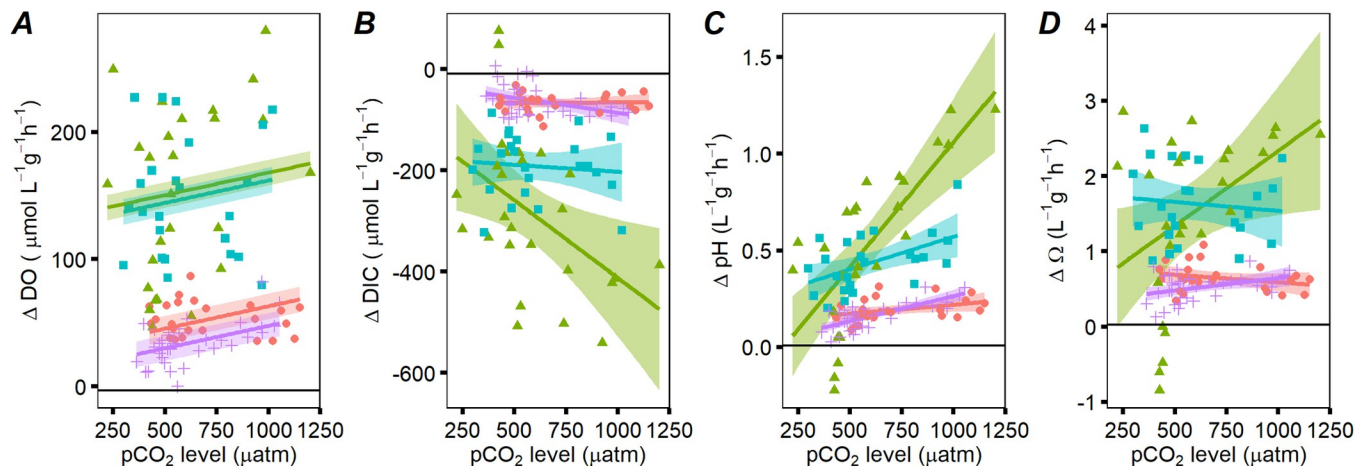 A
Δ DO ( μmol L⁻¹g⁻¹h⁻¹)
200
100
0
250 500 750 1000 1250
pCO₂ level (μatm)
B
Δ DIC ( μmol L⁻¹g⁻¹h⁻¹)
0
-200
-400
-600
250 500 750 1000 1250
pCO₂ level (μatm)
C
Δ pH (L⁻¹g⁻¹h⁻¹)
1.5
1.0
0.5
0.0
250 500 750 1000 1250
pCO₂ level (μatm)
D
Δ Ω (L⁻¹g⁻¹h⁻¹)
4
3
2
1
0
-1
250 500 750 1000 1250
pCO₂ level (μatm)